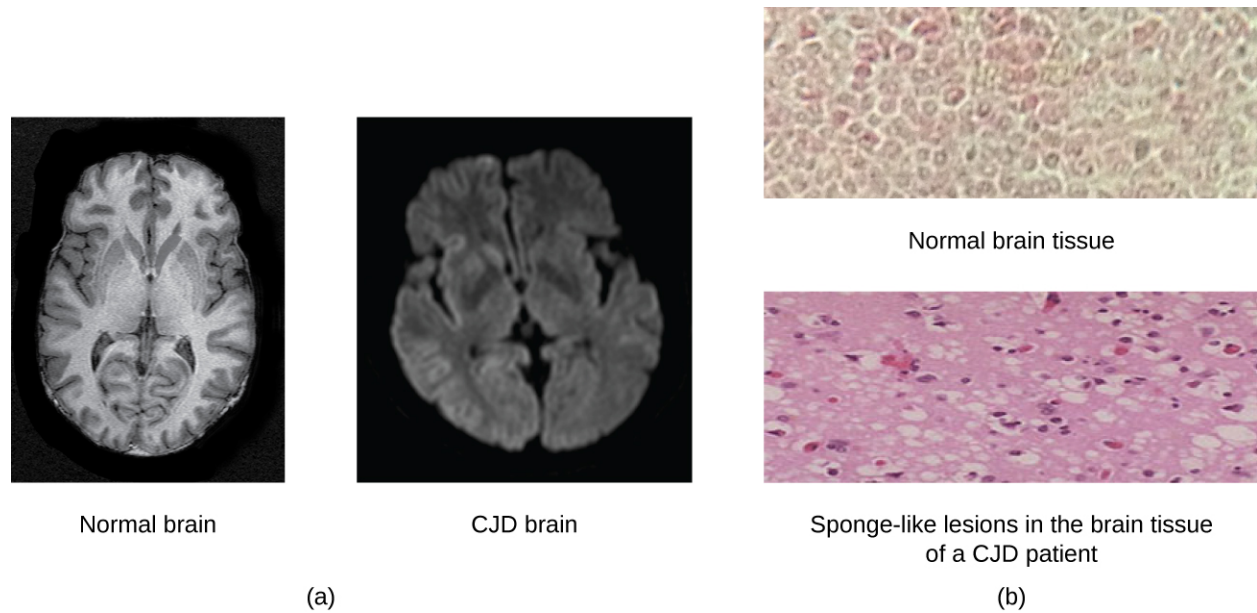 Normal brain
CJD brain
(a)
Normal brain tissue
Sponge-like lesions in the brain tissue
of a CJD patient
(b)